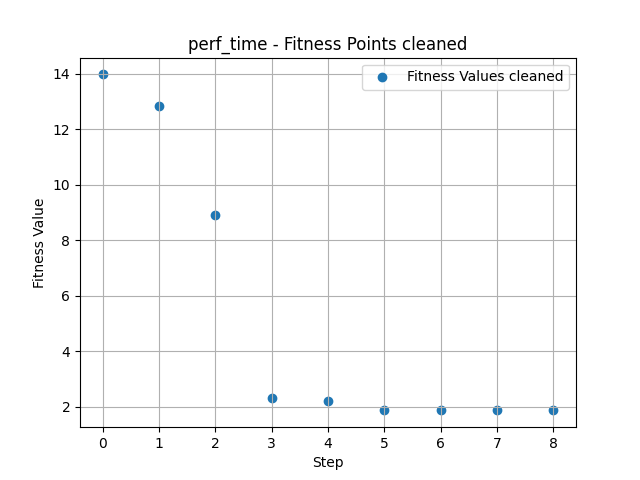 perf_time - Fitness Points cleaned
Fitness Values cleaned
14
12
10
8
6
4
2
Fitness Value
0 1 2 3 4 5 6 7 8
Step